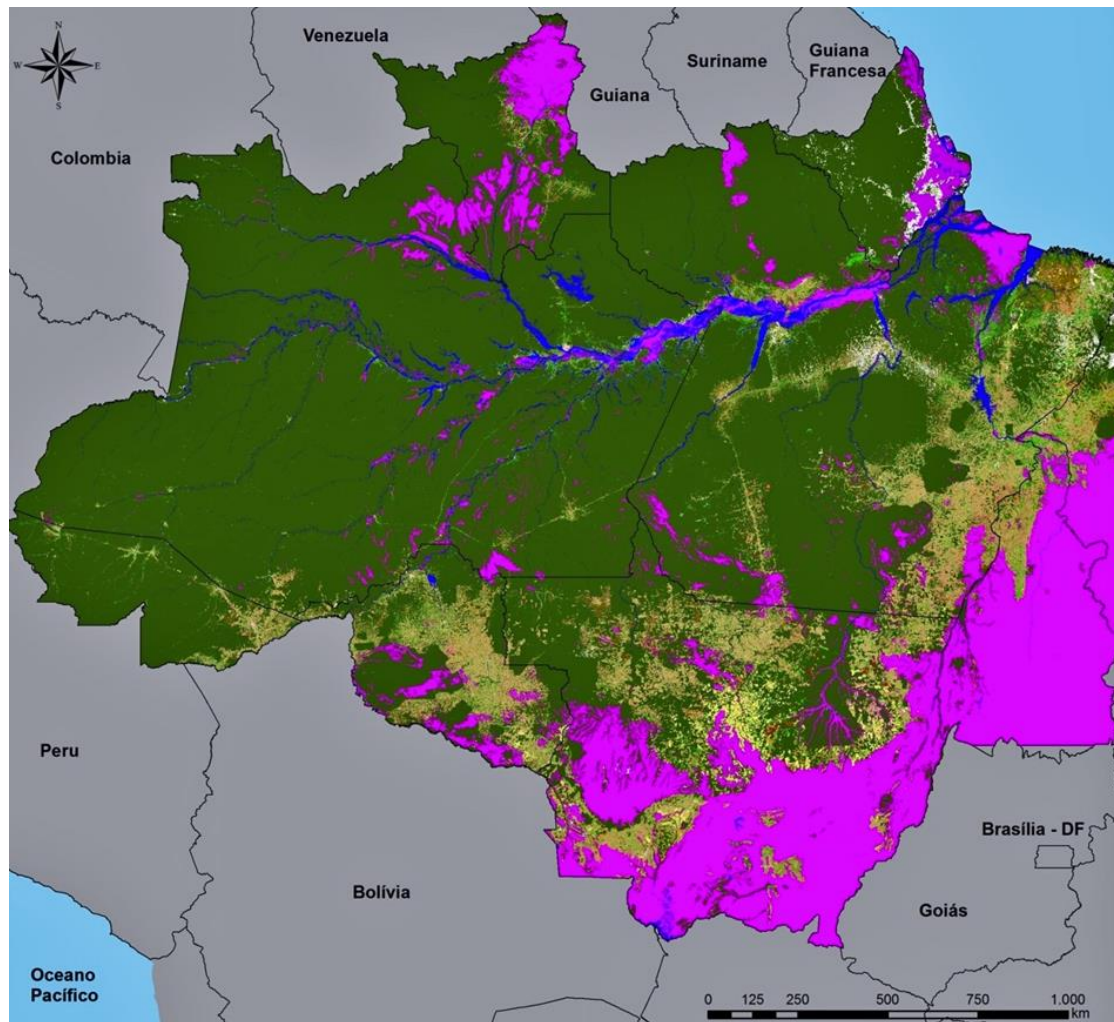 N
W E
S
Venezuela
Suriname
Guiana
Francesa
Guiana
Colombia
Peru
Bolívia
Brasília - DF
Goiás
Oceano
Pacífico
0 125 250 500 750 1.000
km